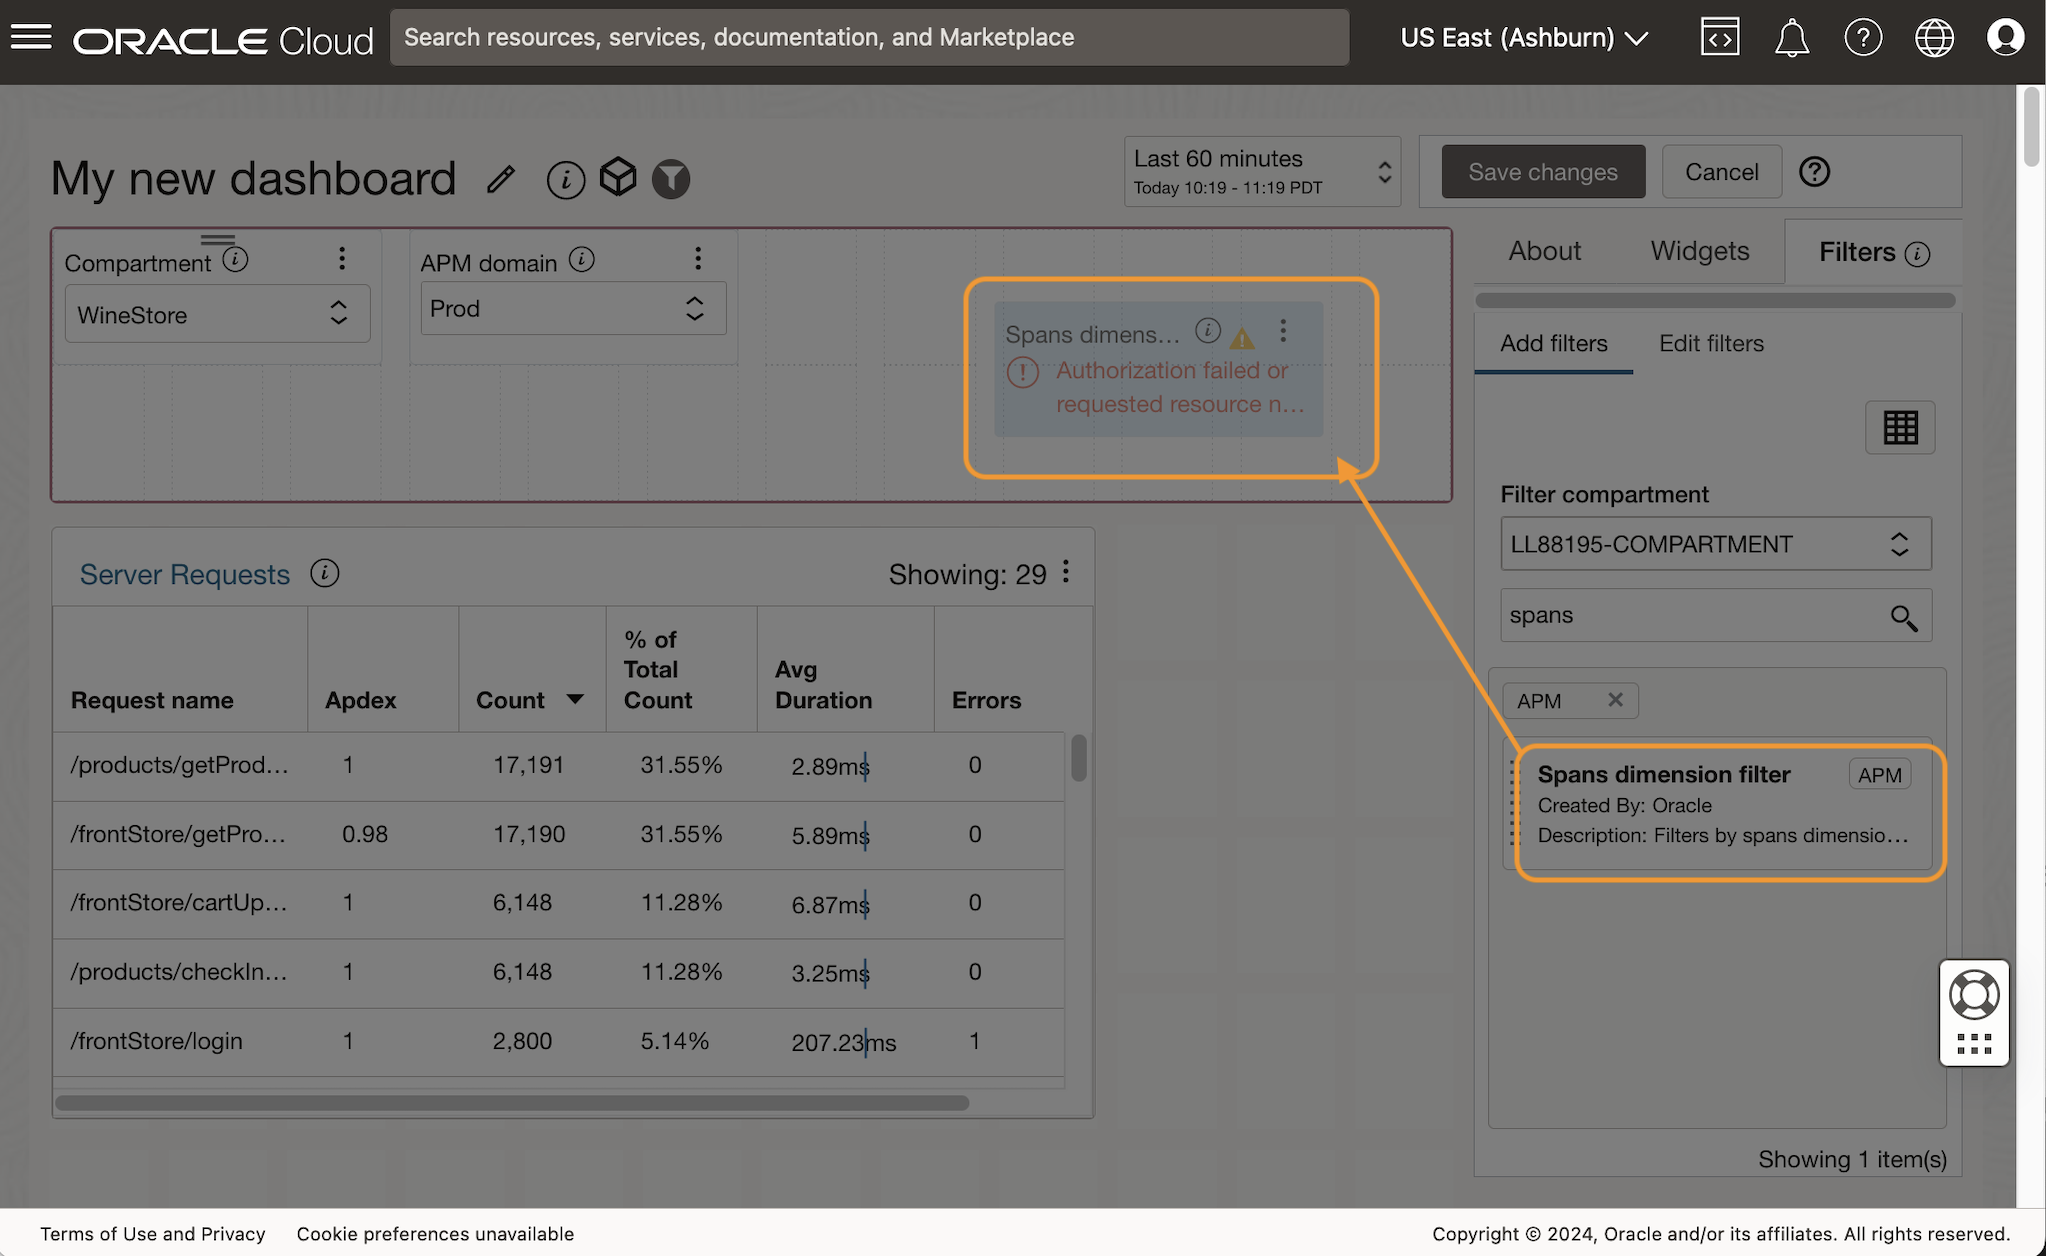 ORACLE Cloud
Search resources, services, documentation, and Marketplace
US East (Ashburn)
My new dashboard
Last 60 minutes
Today 10:19 - 11:19 PDT
Save changes
Cancel
Compartment
WineStore
APM domain
Prod
Spans dimens...
Authorization failed or
requested resource n...
About
Widgets
Filters
Add filters
Edit filters
Filter compartment
LL88195-COMPARTMENT
spans
APM
Spans dimension filter
APM
Created By: Oracle
Description: Filters by spans dimensio...
Showing 1 item(s)
Server Requests
Showing: 29
Request name Apdex Count % of Total Count Avg Duration Errors
/products/getProd... 1 17,191 31.55% 2.89ms 0
/frontStore/getPro... 0.98 17,190 31.55% 5.89ms 0
/frontStore/cartUp... 1 6,148 11.28% 6.87ms 0
/products/checkIn... 1 6,148 11.28% 3.25ms 0
/frontStore/login 1 2,800 5.14% 207.23ms 1
Terms of Use and Privacy
Cookie preferences unavailable
Copyright © 2024, Oracle and/or its affiliates. All rights reserved.